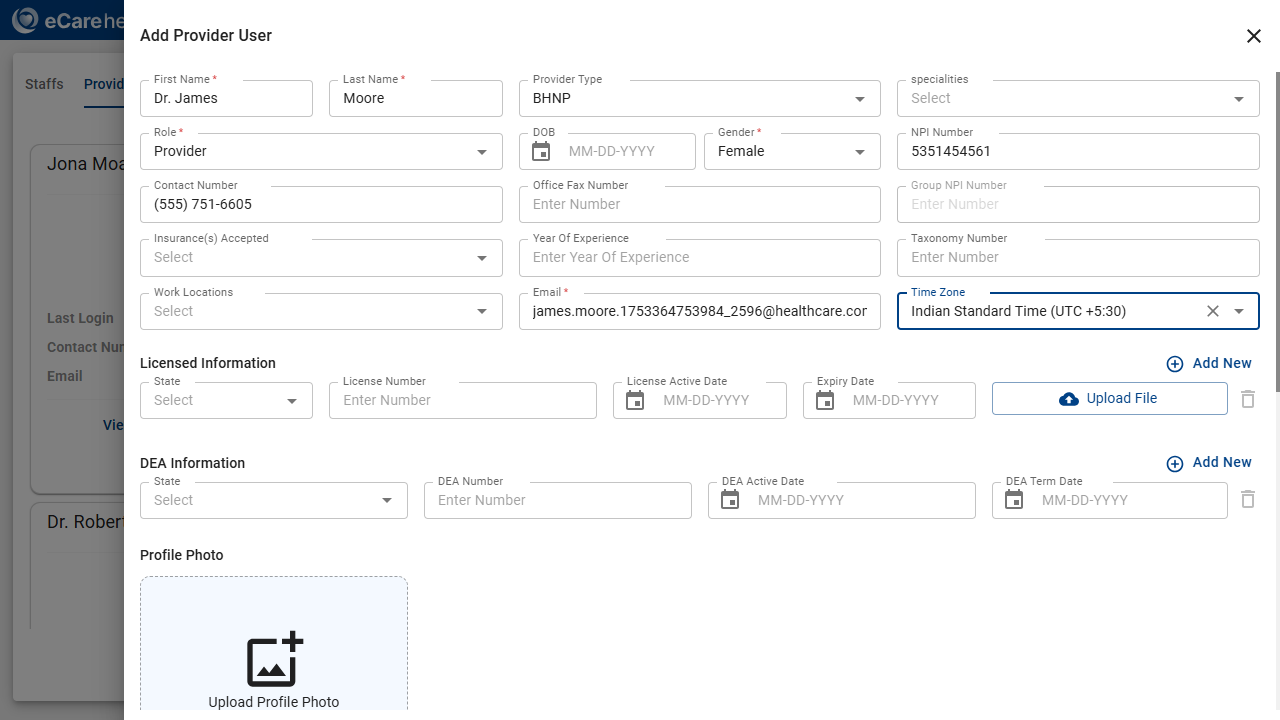 eCare he
Add Provider User
Staffs
Provid
First Name *
Dr. James
Last Name *
Moore
Provider Type
BHNP
specialities
Select
Jona Moa
Role *
Provider
DOB
MM-DD-YYYY
Gender *
Female
NPI Number
5351454561
Contact Number
(555) 751-6605
Office Fax Number
Enter Number
Group NPI Number
Enter Number
Insurance(s) Accepted
Select
Year Of Experience
Enter Year Of Experience
Taxonomy Number
Enter Number
Work Locations
Select
Email *
james.moore.1753364753984_2596@healthcare.cor
Time Zone
Indian Standard Time (UTC +5:30)
Last Login
Contact Nur
Email
Vie
Licensed Information
Add New
State
Select
License Number
Enter Number
License Active Date
MM-DD-YYYY
Expiry Date
MM-DD-YYYY
Upload File
DEA Information
Add New
State
Select
DEA Number
Enter Number
DEA Active Date
MM-DD-YYYY
DEA Term Date
MM-DD-YYYY
Dr. Robert
Profile Photo
Upload Profile Photo